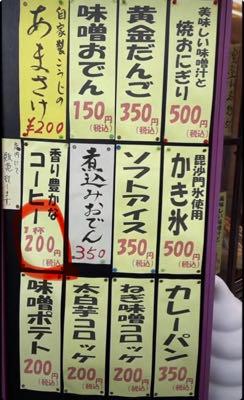 美味しい味噌汁と
焼おにぎり
500円
(税込)
黄金だんご
350円
(税込)
味噌おでん
150円
(税込)
自家製こうじの
あまさけ
¥200
毘沙門氷使用
かき氷
500円
(税込)
ソフトアイス
350円
(税込)
煮込みおでん
350
香り豊かな
コーヒー
1杯
200円
(税込)
カレーパン
350円
(税込)
ねぎ味噌コロッケ
200円
(税込)
太白芋コロッケ
200円
(税込)
味噌ポテト
200円
(税込)